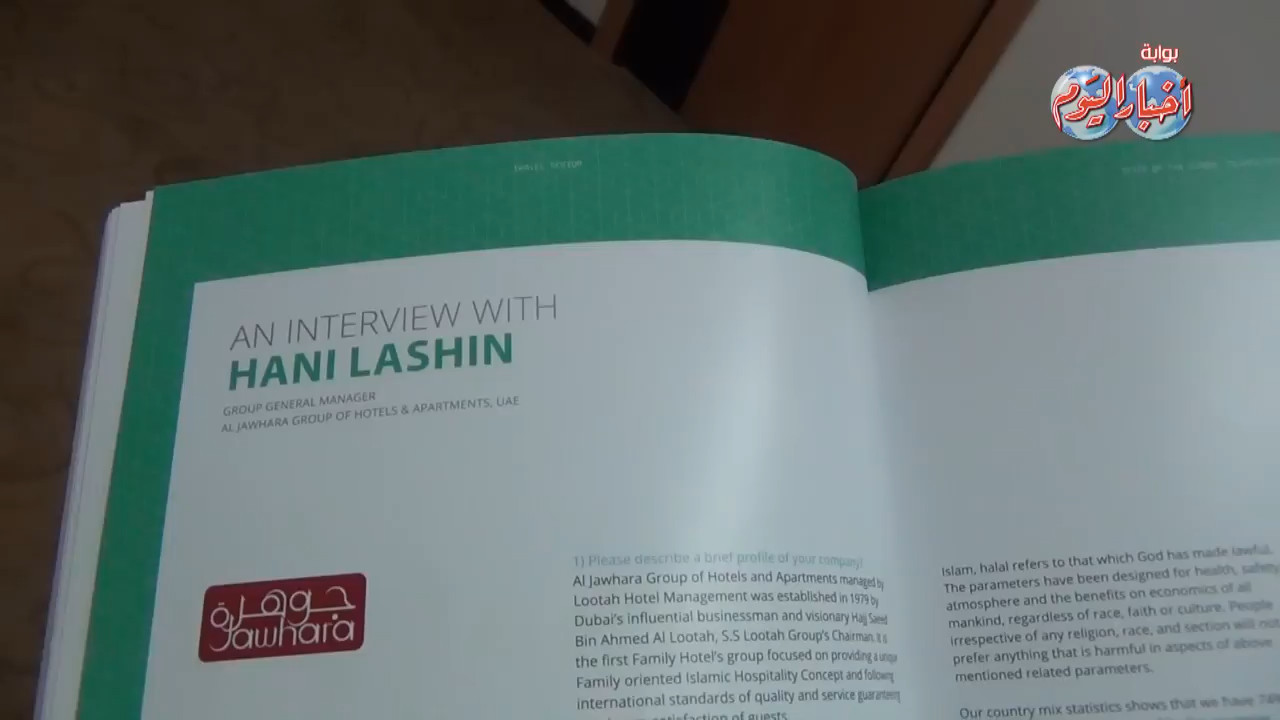 بوابة
أخبار اليوم
TRAVEL SECTOR
AN INTERVIEW WITH
HANI LASHIN
GROUP GENERAL MANAGER
AL JAWHARA GROUP OF HOTELS & APARTMENTS, UAE
جوهرة
Jawhara
1) Please describe a brief profile of your company!
Al Jawhara Group of Hotels and Apartments managed by
Lootah Hotel Management was established in 1979 by
Dubai's influential businessman and visionary Hajj Saeed
Bin Ahmed Al Lootah, S.S Lootah Group's Chairman. It is
the first Family Hotel's group focused on providing a unique
Family oriented Islamic Hospitality Concept and following
international standards of quality and service guaranteeing
satisfaction of guests.
Islam, halal refers to that which God has made lawful.
The parameters have been designed for health, safety
atmosphere and the benefits on economics of all
mankind, regardless of race, faith or culture. People
irrespective of any religion, race, and section will not
prefer anything that is harmful in aspects of above
mentioned related parameters.
Our country mix statistics shows that we have